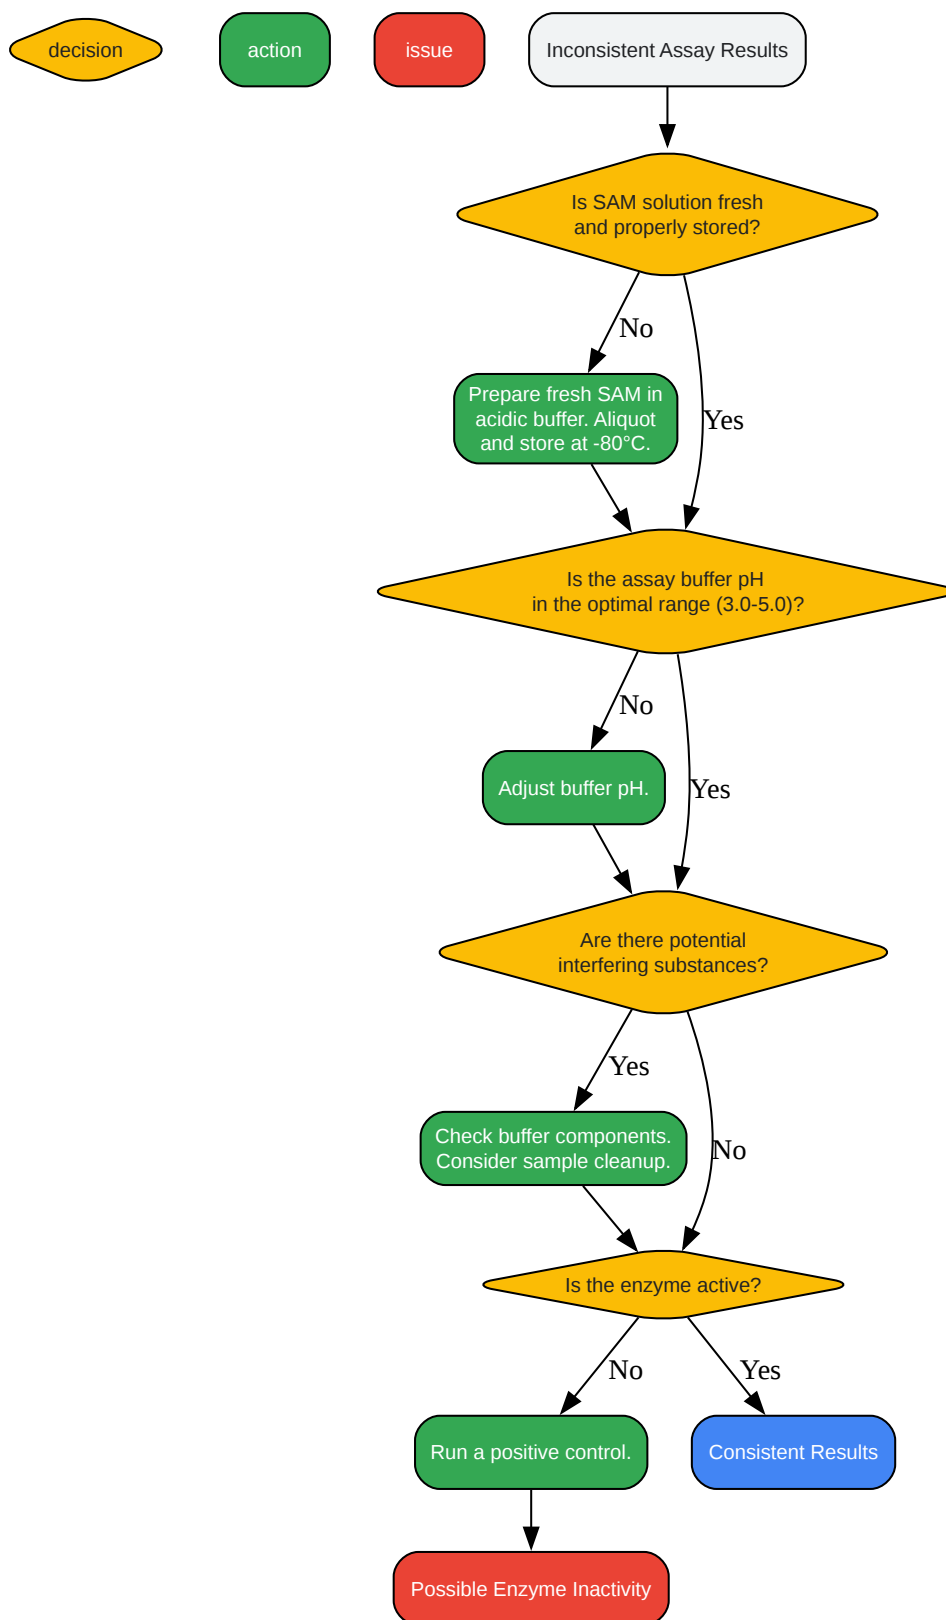 decision
action
issue
Inconsistent Assay Results
Is SAM solution fresh
and properly stored?
No
Prepare fresh SAM in
acidic buffer. Aliquot
and store at -80°C.
Yes
Is the assay buffer pH
in the optimal range (3.0-5.0)?
No
Adjust buffer pH.
Yes
Are there potential
interfering substances?
Yes
Check buffer components.
Consider sample cleanup.
No
Is the enzyme active?
No
Yes
Run a positive control.
Consistent Results
Possible Enzyme Inactivity